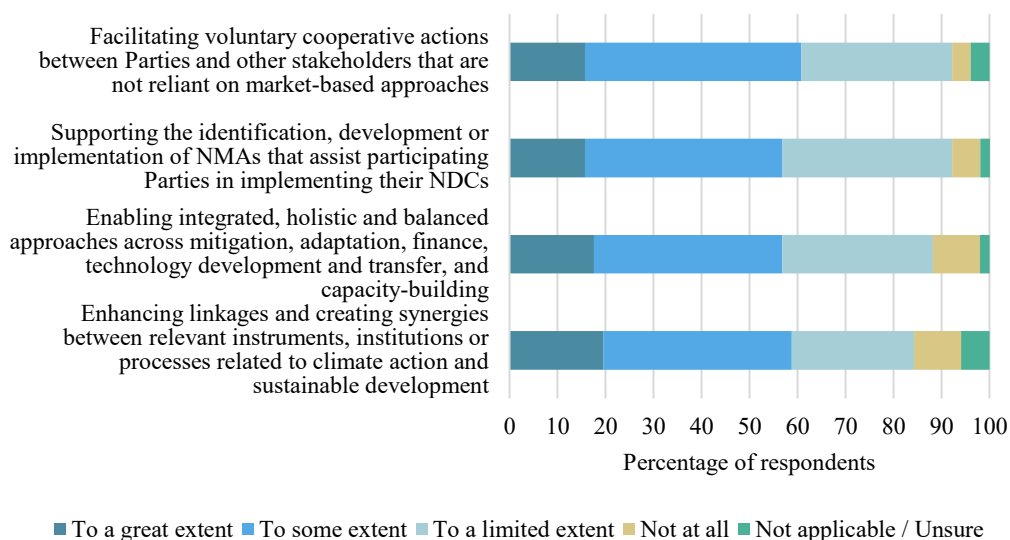 Facilitating voluntary cooperative actions
between Parties and other stakeholders that are
not reliant on market-based approaches
Supporting the identification, development or
implementation of NMAs that assist participating
Parties in implementing their NDCs
Enabling integrated, holistic and balanced
approaches across mitigation, adaptation, finance,
technology development and transfer, and
capacity-building
Enhancing linkages and creating synergies
between relevant instruments, institutions or
processes related to climate action and
sustainable development
0 10 20 30 40 50 60 70 80 90 100
Percentage of respondents
To a great extent To some extent To a limited extent Not at all Not applicable / Unsure